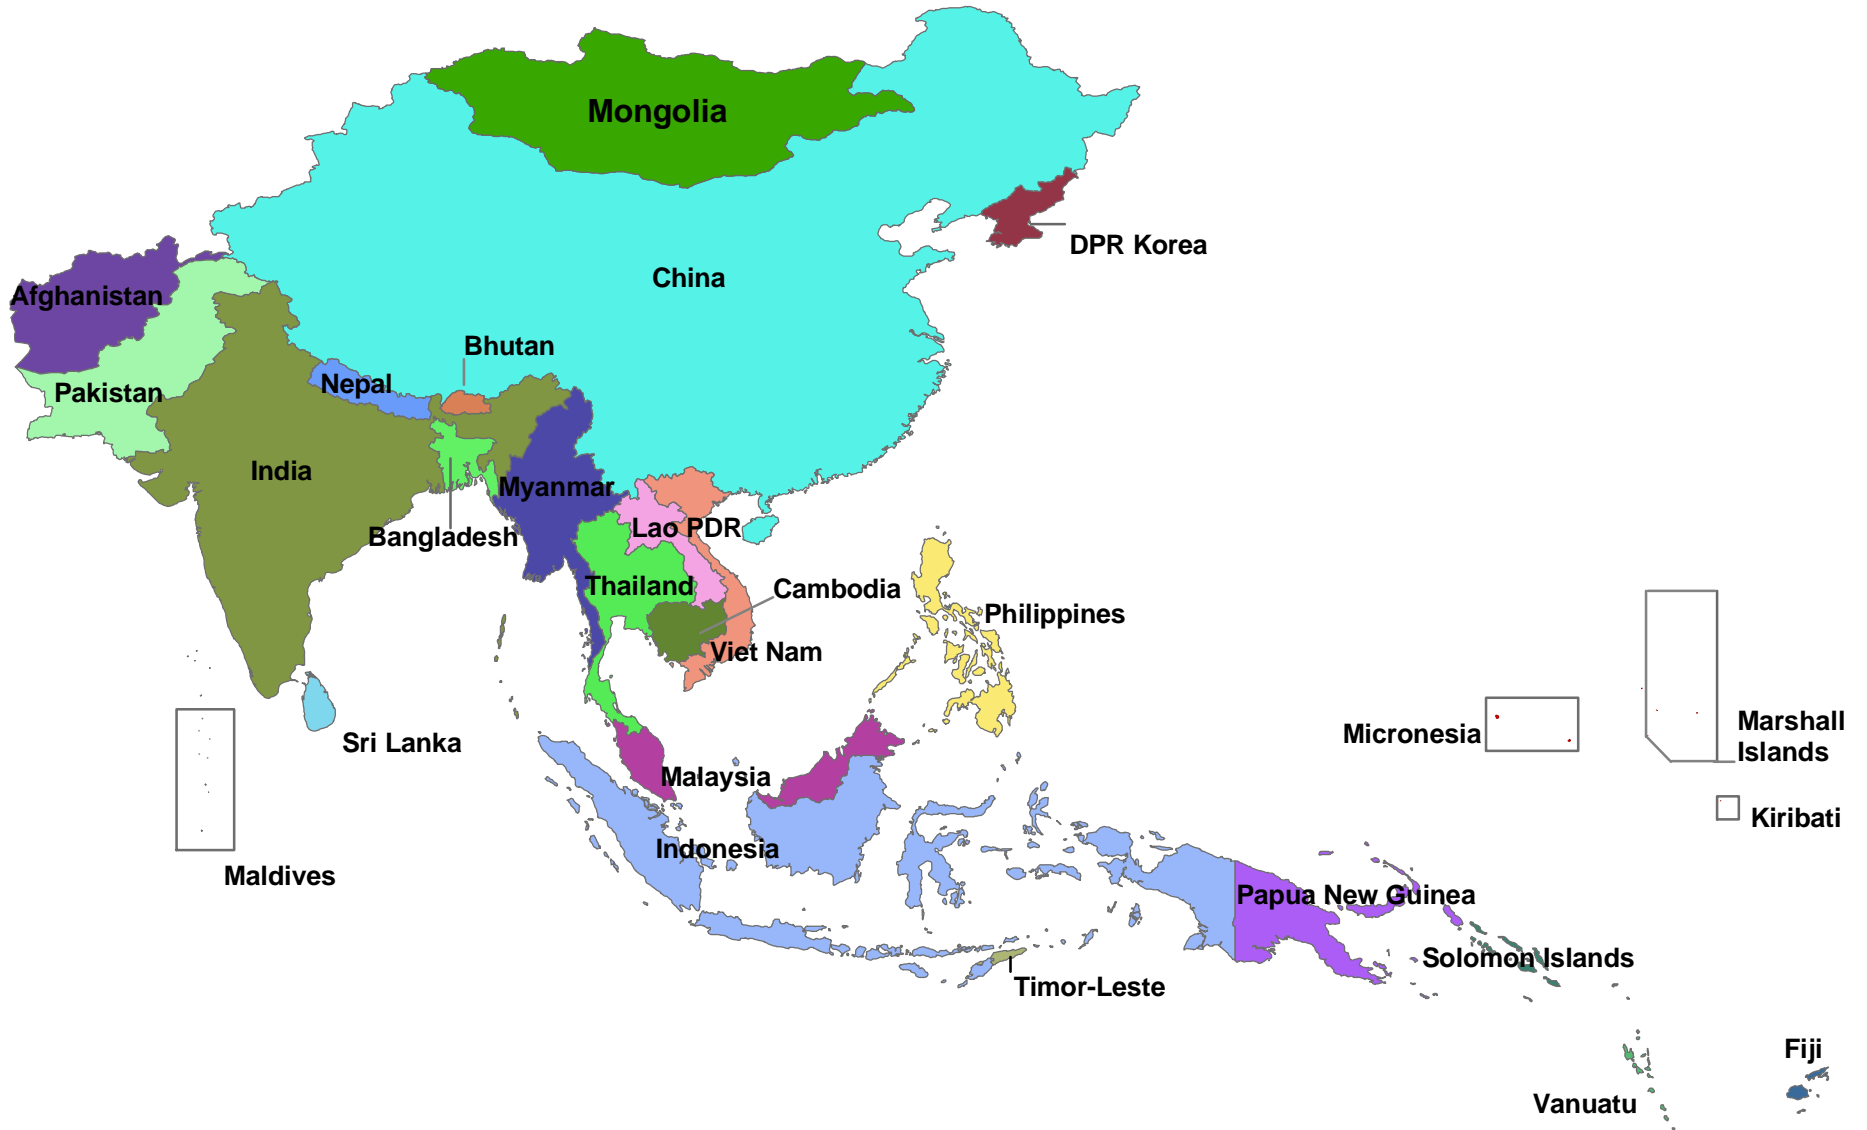 Mongolia
DPR Korea
China
Afghanistan
Bhutan
Nepal
Pakistan
India
Myanmar
Lao PDR
Bangladesh
Thailand
Cambodia
Philippines
Viet Nam
Marshall
Islands
Micronesia
Sri Lanka
Malaysia
Kiribati
Indonesia
Maldives
Papua New Guinea
Solomon Islands
Timor-Leste
Fiji
Vanuatu